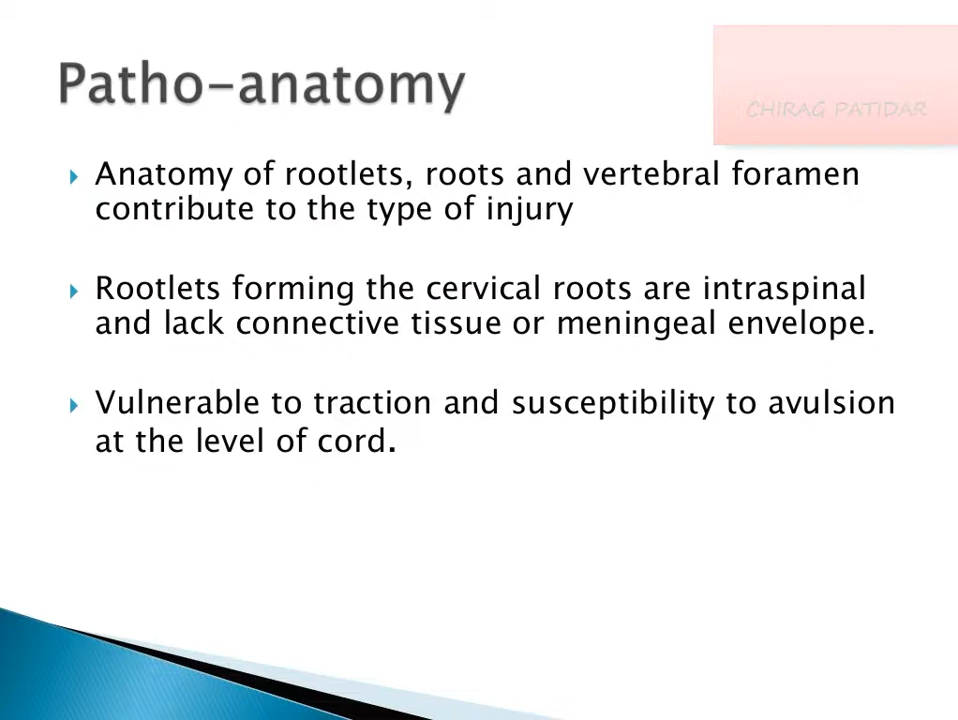 Patho-anatomy
CHIRAG PATIDAR
Anatomy of rootlets, roots and vertebral foramen
contribute to the type of injury
Rootlets forming the cervical roots are intraspinal
and lack connective tissue or meningeal envelope.
Vulnerable to traction and susceptibility to avulsion
at the level of cord.